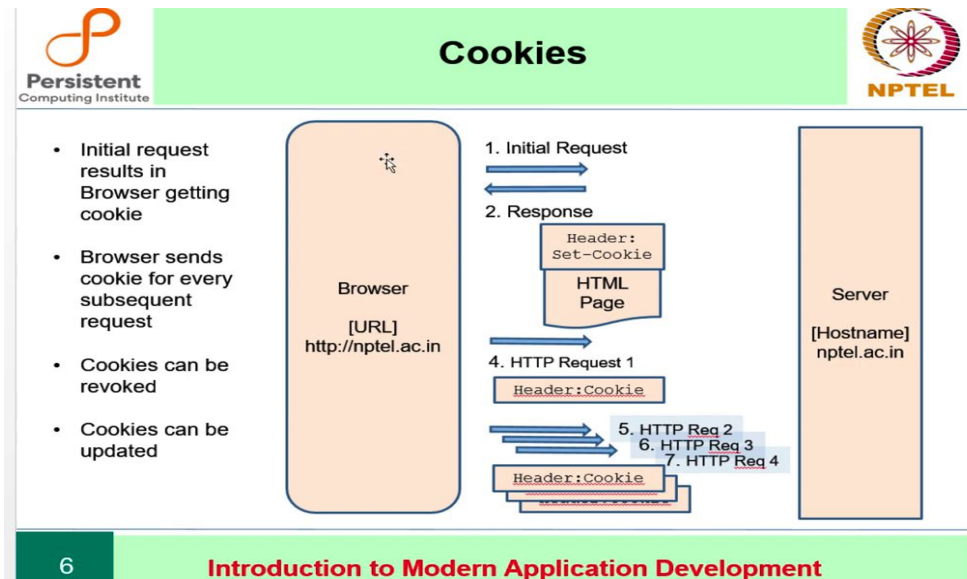 Persistent
Computing Institute
Cookies
NPTEL
• Initial request
results in
Browser getting
cookie
• Browser sends
cookie for every
subsequent
request
• Cookies can be
revoked
• Cookies can be
updated
Browser
[URL]
http://nptel.ac.in
1. Initial Request
2. Response
Header:
Set-Cookie
HTML
Page
4. HTTP Request 1
Header:Cookie
5. HTTP Req 2
6. HTTP Req 3
7. HTTP Req 4
Header:Cookie
Server
[Hostname]
nptel.ac.in
6
Introduction to Modern Application Development